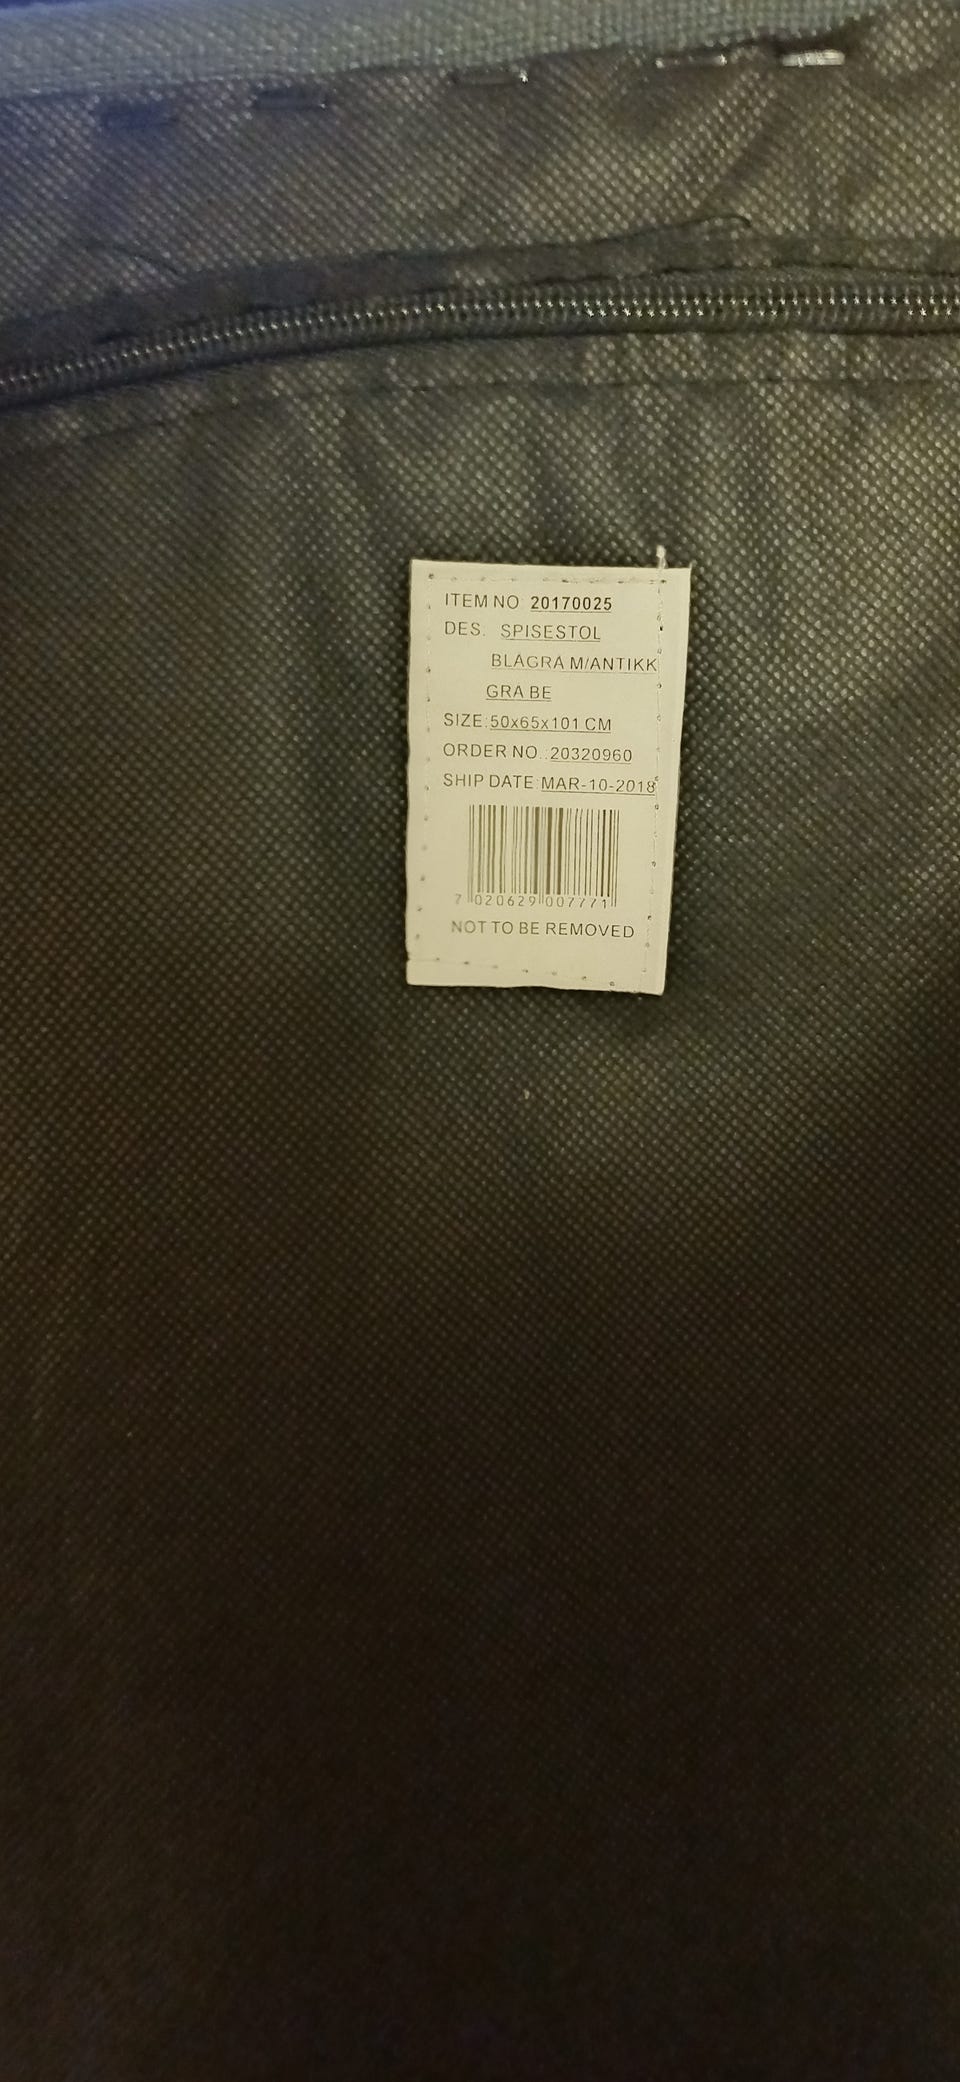 ITEM NO: 20170025
DES. SPISESTOL
BLÅGRÅ M/ANTIKK
GRA BE
SIZE:50x65x101 CM
ORDER NO.:20320960
SHIP DATE:MAR-10-2018
7 020629 007771
NOT TO BE REMOVED